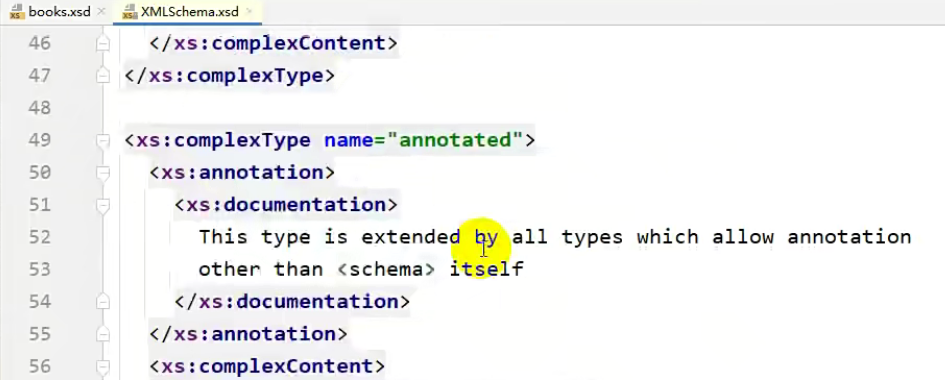 books.xsd XMLSchema.xsd
46 </xs:complexContent>
47 </xs:complexType>
48
49 <xs:complexType name="annotated">
50 <xs:annotation>
51 <xs:documentation>
52 This type is extended by all types which allow annotation
53 other than <schema> itself
54 </xs:documentation>
55 </xs:annotation>
56 <xs:complexContent>